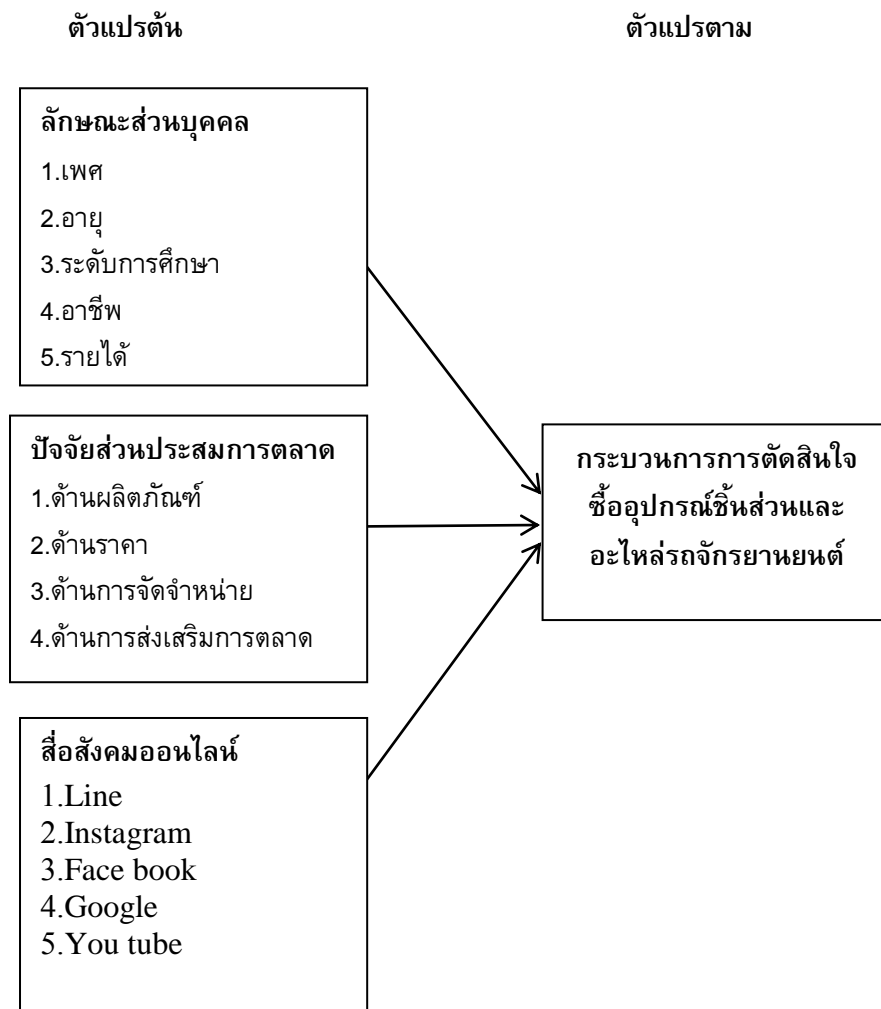 ตัวแปรต้น
ตัวแปรตาม
ลักษณะส่วนบุคคล
1.เพศ
2.อายุ
3.ระดับการศึกษา
4.อาชีพ
5.รายได้
ปัจจัยส่วนประสมการตลาด
1.ด้านผลิตภัณฑ์
2.ด้านราคา
3.ด้านการจัดจำหน่าย
4.ด้านการส่งเสริมการตลาด
กระบวนการการตัดสินใจ
ซื้ออุปกรณ์ชิ้นส่วนและ
อะไหล่รถจักรยานยนต์
สื่อสังคมออนไลน์
1.Line
2.Instagram
3.Face book
4.Google
5.You tube